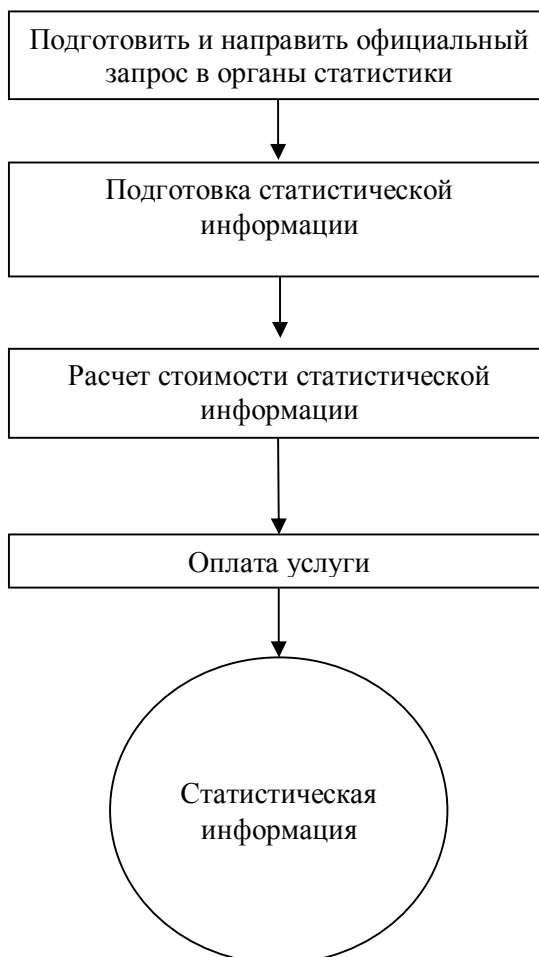 Подготовить и направить официальный
запрос в органы статистики
Подготовка статистической
информации
Расчет стоимости статистической
информации
Оплата услуги
Статистическая
информация